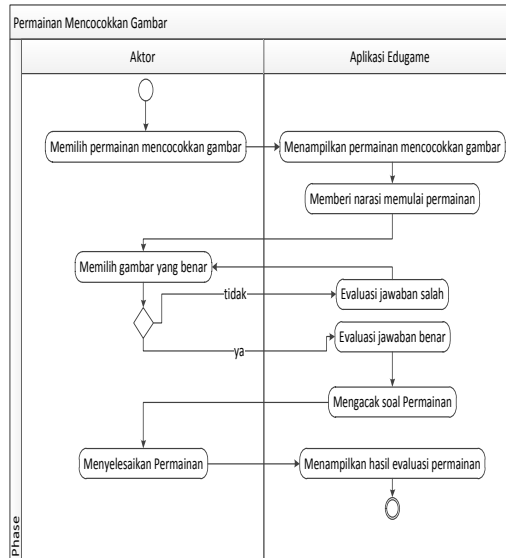 Permainan Mencocokkan Gambar
Aktor
Aplikasi Edugame
Memilih permainan mencocokkan gambar
Menampilkan permainan mencocokkan gambar
Memberi narasi memulai permainan
Memilih gambar yang benar
tidak
Evaluasi jawaban salah
Evaluasi jawaban benar
ya
Mengacak soal Permainan
Menyelesaikan Permainan
Menampilkan hasil evaluasi permainan
Phase